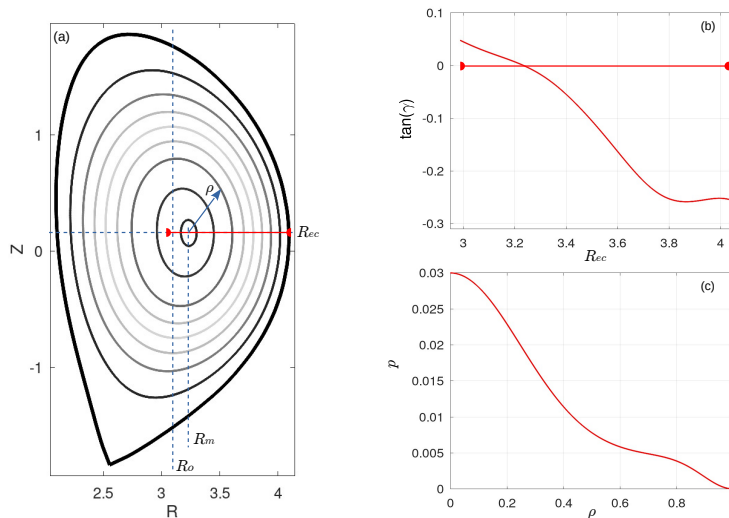 (a)
1
0
-1
Z
2.5
3
3.5
4
R
ρ
R_ec
R_m
R_o
(b)
0.1
0
-0.1
-0.2
-0.3
tan(γ)
3
3.2
3.4
3.6
3.8
4
R_ec
(c)
0.03
0.025
0.02
0.015
0.01
0.005
0
p
0
0.2
0.4
0.6
0.8
ρ